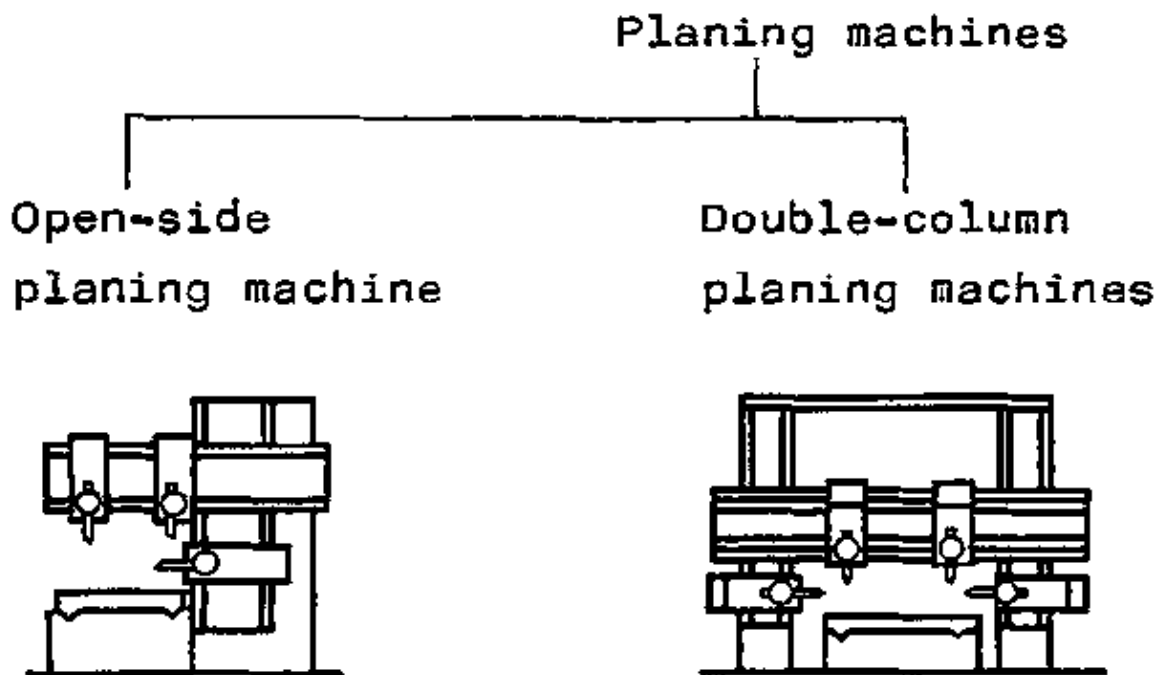 Planing machines
Open-side
planing machine
Double-column
planing machines